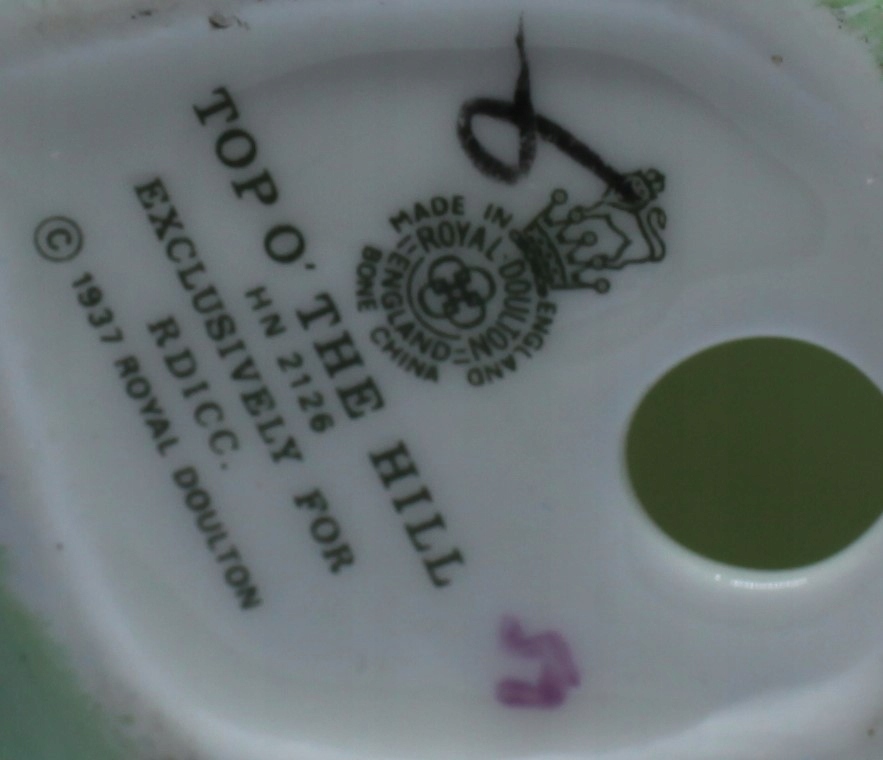 TOP O' THE HILL
HN 2126
EXCLUSIVELY FOR
RDICC.
© 1937 ROYAL DOULTON
MADE IN ENGLAND
BONE CHINA
ROYAL DOULTON
ENGLAND